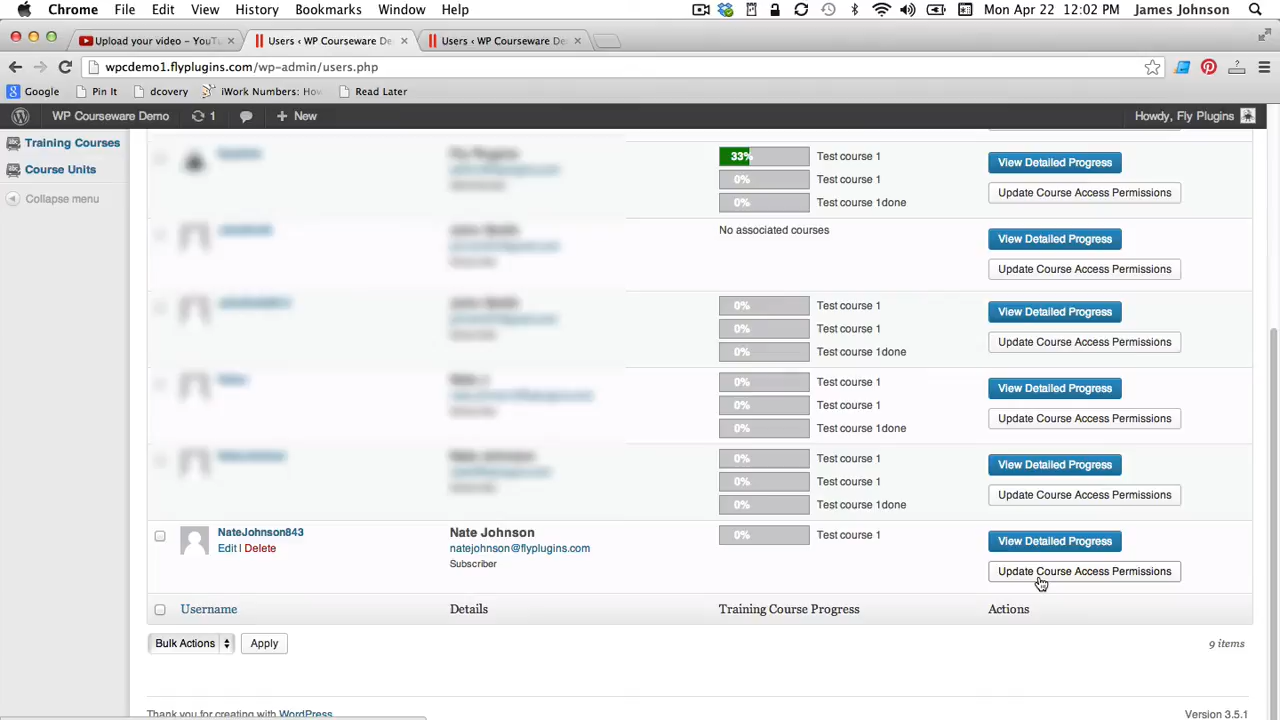 Chrome File Edit View History Bookmarks Window Help Mon Apr 22 12:02 PM James Johnson
Upload your video – YouTu Users ‹ WP Courseware De Users ‹ WP Courseware De
wpcdemo1.flyplugins.com/wp-admin/users.php
Google Pin It dcovery iWork Numbers: Ho Read Later
WP Courseware Demo 1 + New Howdy, Fly Plugins
Training Courses
Course Units
Collapse menu
33% Test course 1 View Detailed Progress
0% Test course 1 Update Course Access Permissions
0% Test course 1done
No associated courses View Detailed Progress
Update Course Access Permissions
0% Test course 1 View Detailed Progress
0% Test course 1 Update Course Access Permissions
0% Test course 1done
0% Test course 1 View Detailed Progress
0% Test course 1 Update Course Access Permissions
0% Test course 1done
0% Test course 1 View Detailed Progress
0% Test course 1 Update Course Access Permissions
0% Test course 1done
NateJohnson843 Nate Johnson 0% Test course 1 View Detailed Progress
Edit | Delete natejohnson@flyplugins.com
Subscriber Update Course Access Permissions
Username Details Training Course Progress Actions
Bulk Actions Apply 9 items
Thank you for creating with WordPress. Version 3.5.1